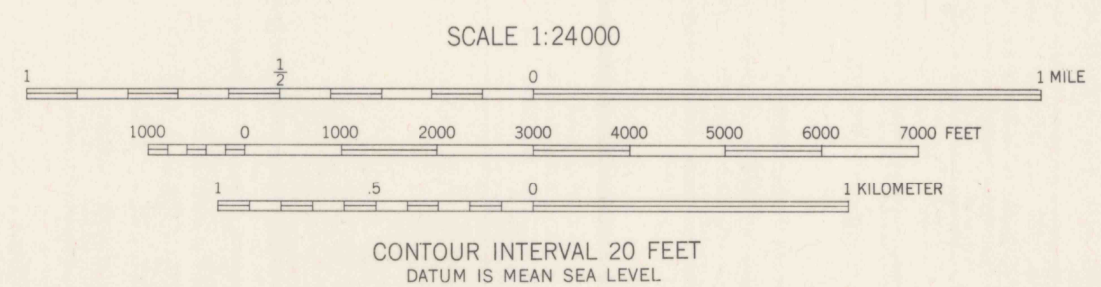 SCALE 1:24000
1 1/2 0 1 MILE
1000 0 1000 2000 3000 4000 5000 6000 7000 FEET
1 .5 0 1 KILOMETER
CONTOUR INTERVAL 20 FEET
DATUM IS MEAN SEA LEVEL